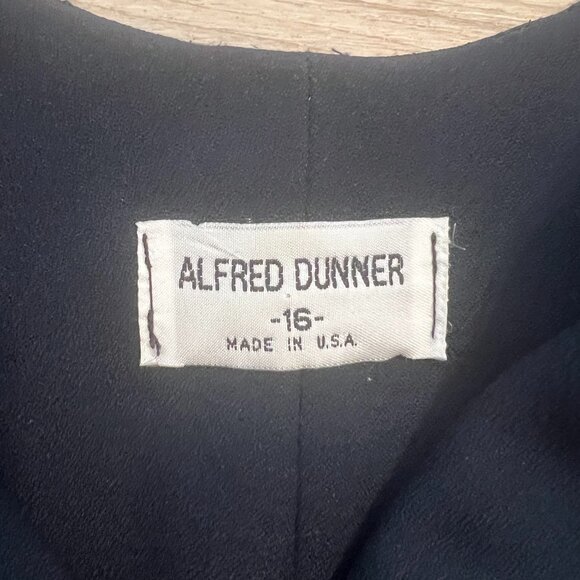 ALFRED DUNNER
-16-
MADE IN U.S.A.